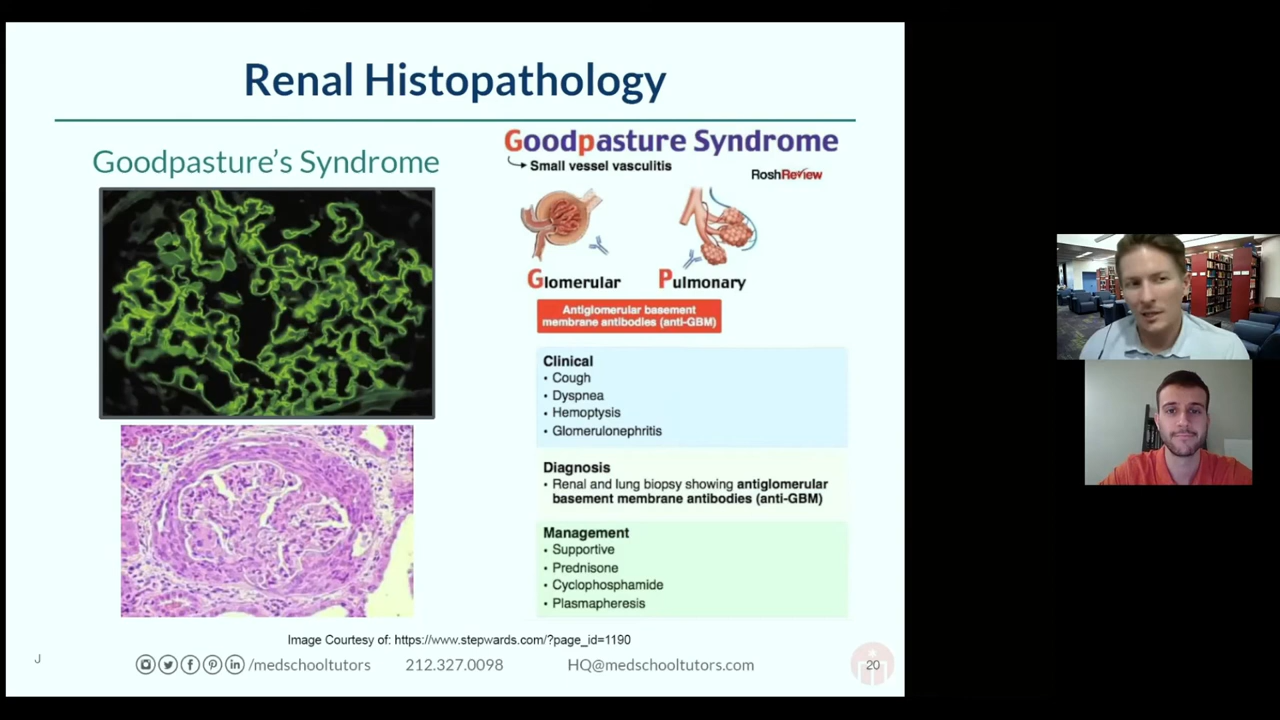 Renal Histopathology
Goodpasture's Syndrome
Goodpasture Syndrome
Small vessel vasculitis
RoshReview
Glomerular
Pulmonary
Antiglomerular basement
membrane antibodies (anti-GBM)
Clinical
• Cough
• Dyspnea
• Hemoptysis
• Glomerulonephritis
Diagnosis
• Renal and lung biopsy showing antiglomerular
basement membrane antibodies (anti-GBM)
Management
• Supportive
• Prednisone
• Cyclophosphamide
• Plasmapheresis
Image Courtesy of: https://www.stepwards.com/?page_id=1190
J
/medschooltutors
212.327.0098
HQ@medschooltutors.com
20